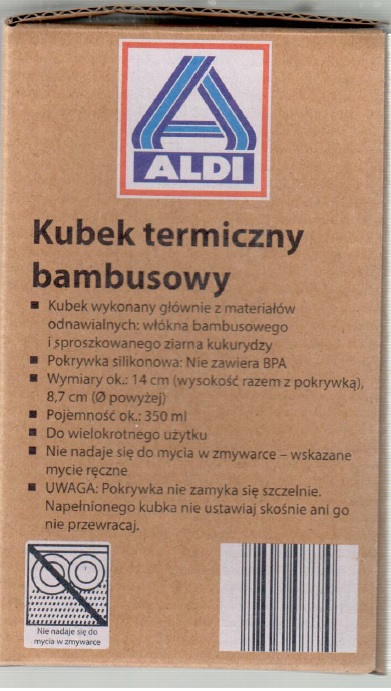 ALDI
Kubek termiczny
bambusowy
■ Kubek wykonany głównie z materiałów
odnawialnych: włókna bambusowego
i sproszkowanego ziarna kukurydzy
■ Pokrywka silikonowa: Nie zawiera BPA
■ Wymiary ok.: 14 cm (wysokość razem z pokrywką),
8,7 cm (Ø powyżej)
■ Pojemność ok.: 350 ml
■ Do wielokrotnego użytku
■ Nie nadaje się do mycia w zmywarce – wskazane
mycie ręczne
■ UWAGA: Pokrywka nie zamyka się szczelnie.
Napełnionego kubka nie ustawiaj skośnie ani go
nie przewracaj.
Nie nadaje się do
mycia w zmywarce